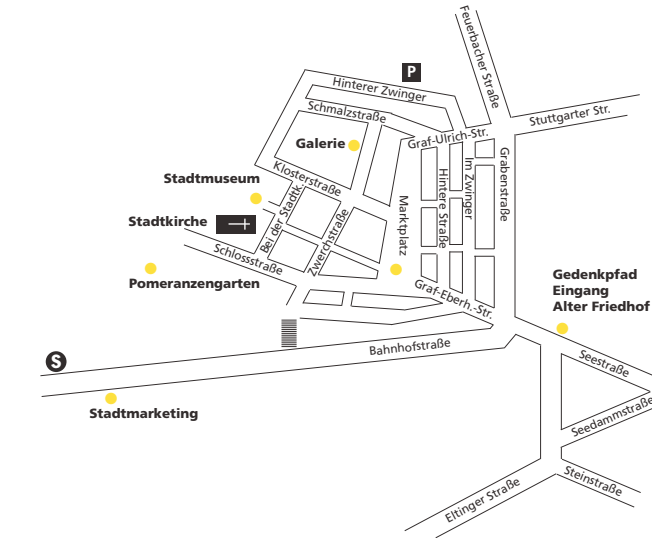 Feuerbacher Straße
P
Hinterer Zwinger
Schmalzstraße
Stuttgarter Str.
Graf-Ulrich-Str.
Galerie
Grabenstraße
Im Zwinger
Hintere Straße
Klosterstraße
Stadtmuseum
Bei der Stadtk.
Marktplatz
Zwerchstraße
Stadtkirche
Schlossstraße
Pomeranzengarten
Graf-Eberh.-Str.
Gedenkpfad
Eingang
Alter Friedhof
Bahnhofstraße
S
Seestraße
Stadtmarketing
Seedammstraße
Steinstraße
Eltinger Straße